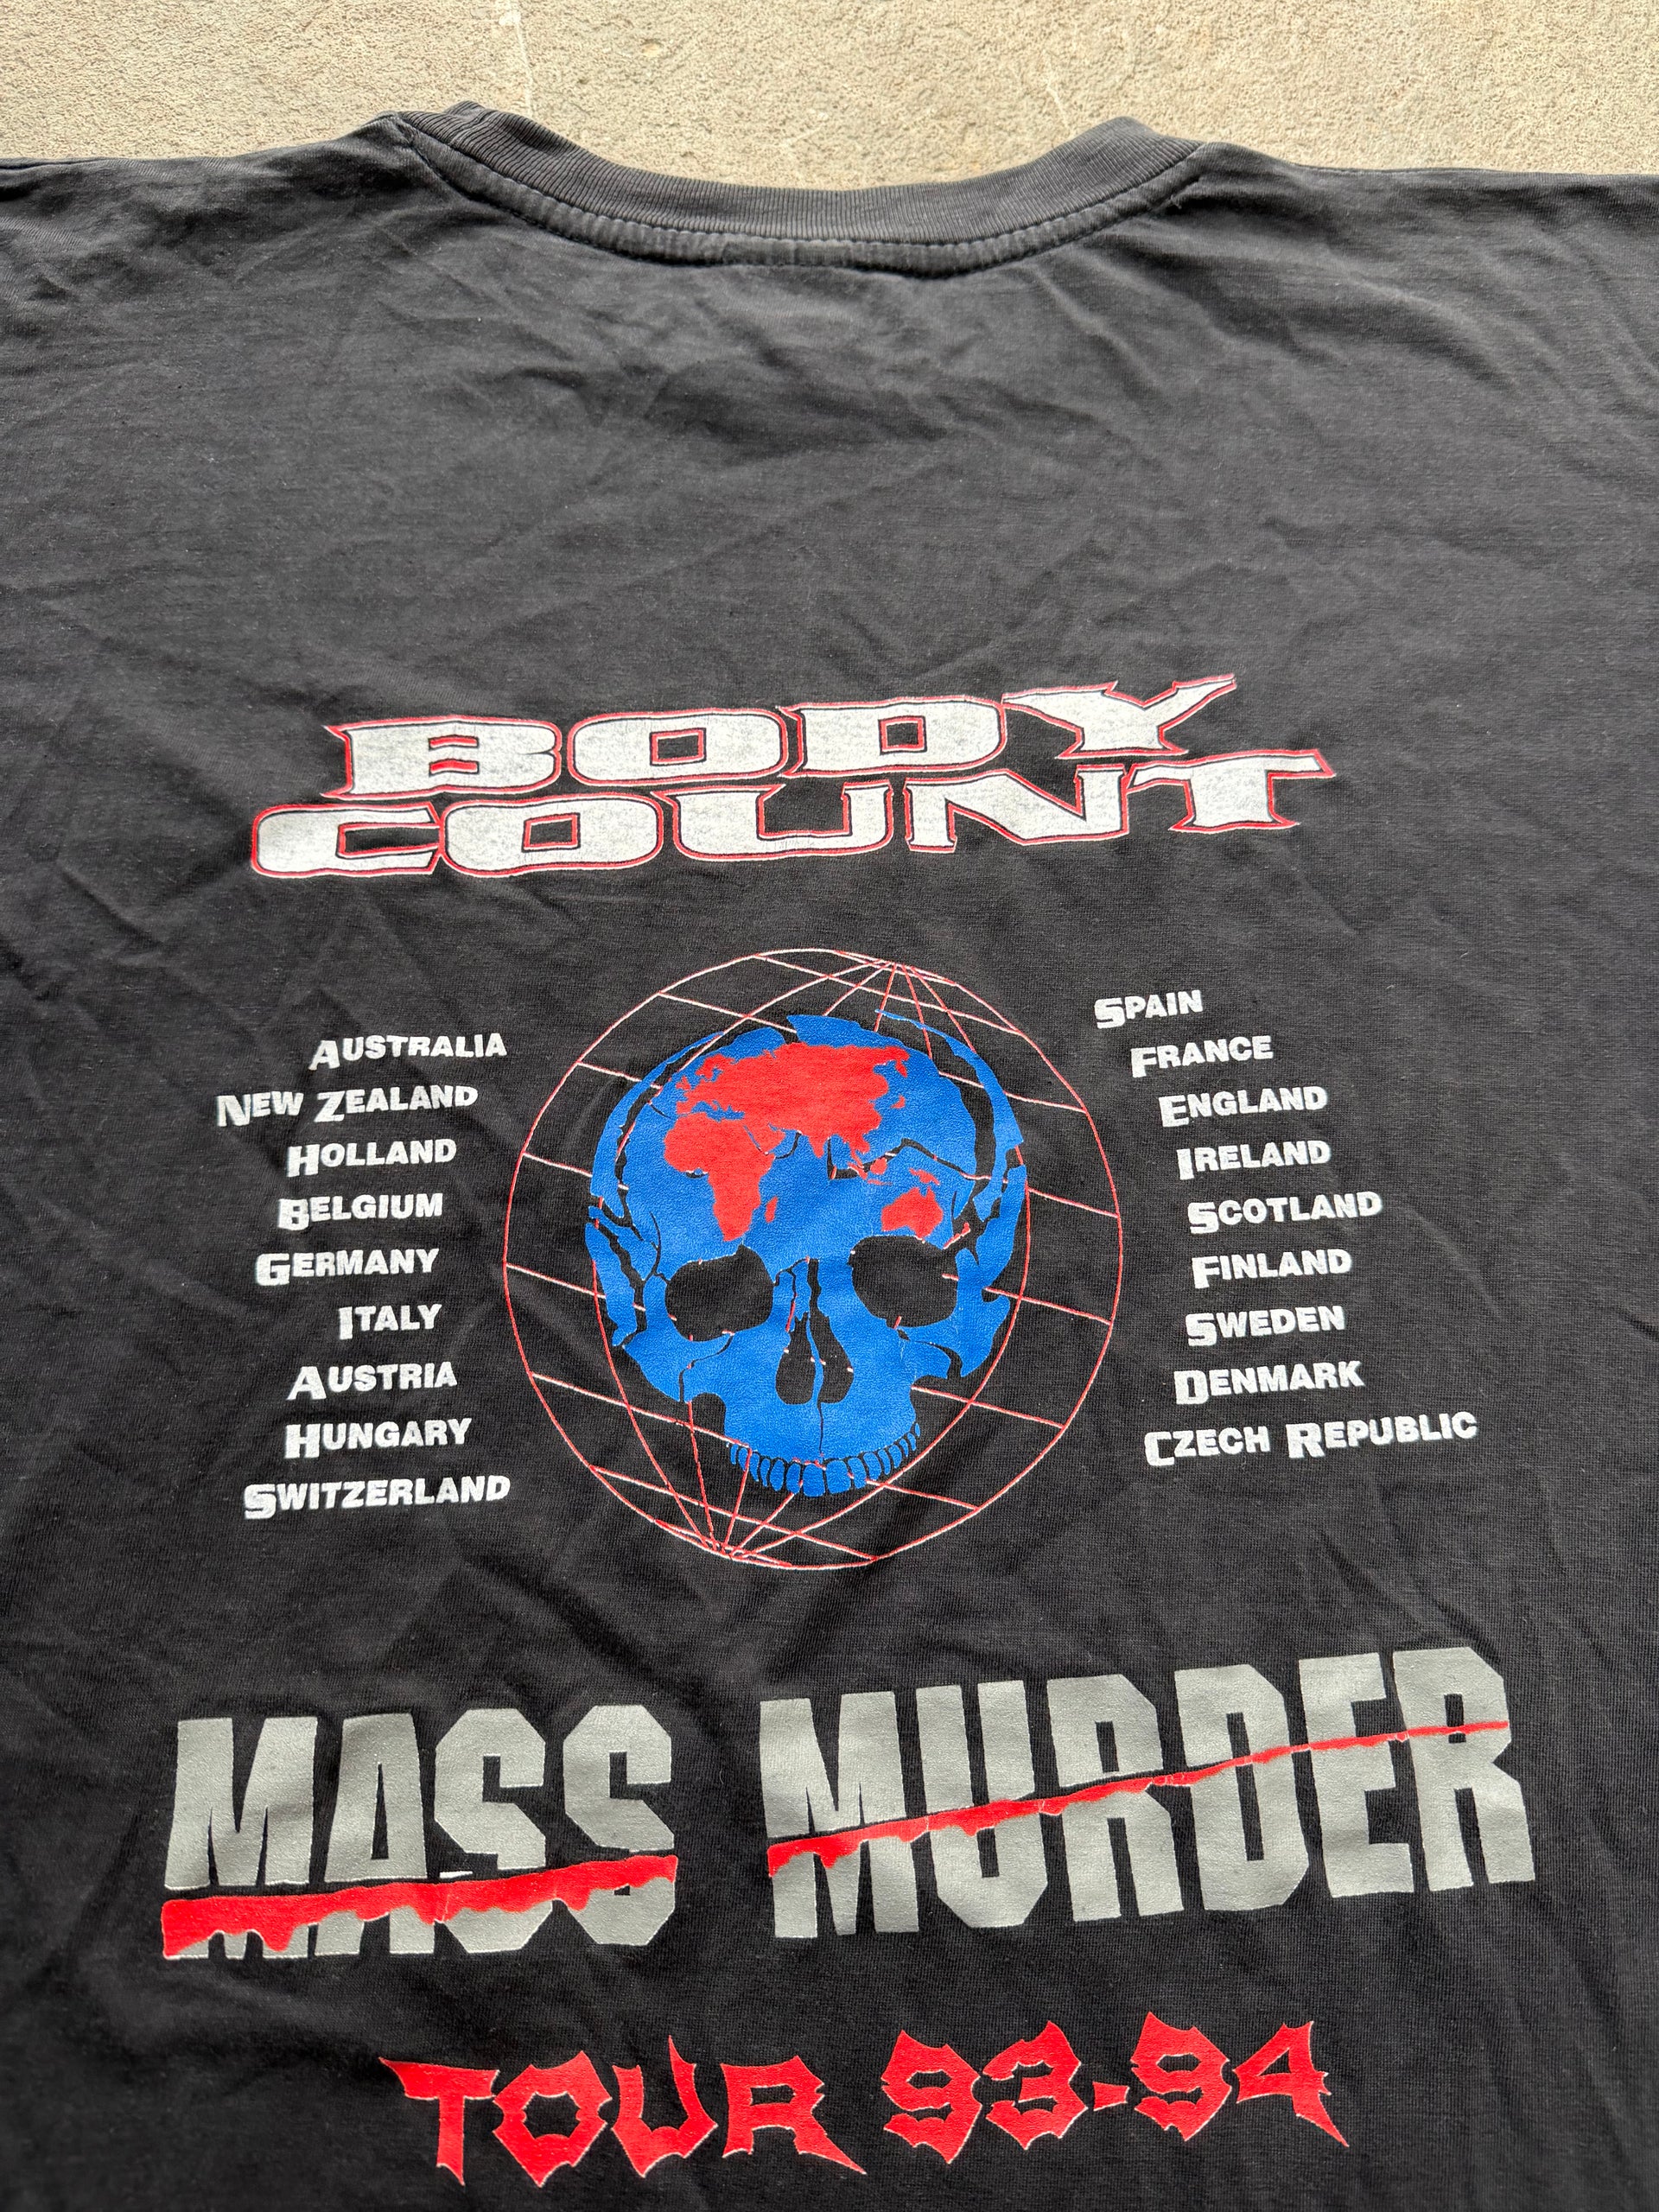 BODY
COUNT
AUSTRALIA
NEW ZEALAND
HOLLAND
BELGIUM
GERMANY
ITALY
AUSTRIA
HUNGARY
SWITZERLAND
SPAIN
FRANCE
ENGLAND
IRELAND
SCOTLAND
FINLAND
SWEDEN
DENMARK
CZECH REPUBLIC
MASS MURDER
TOUR 93-94